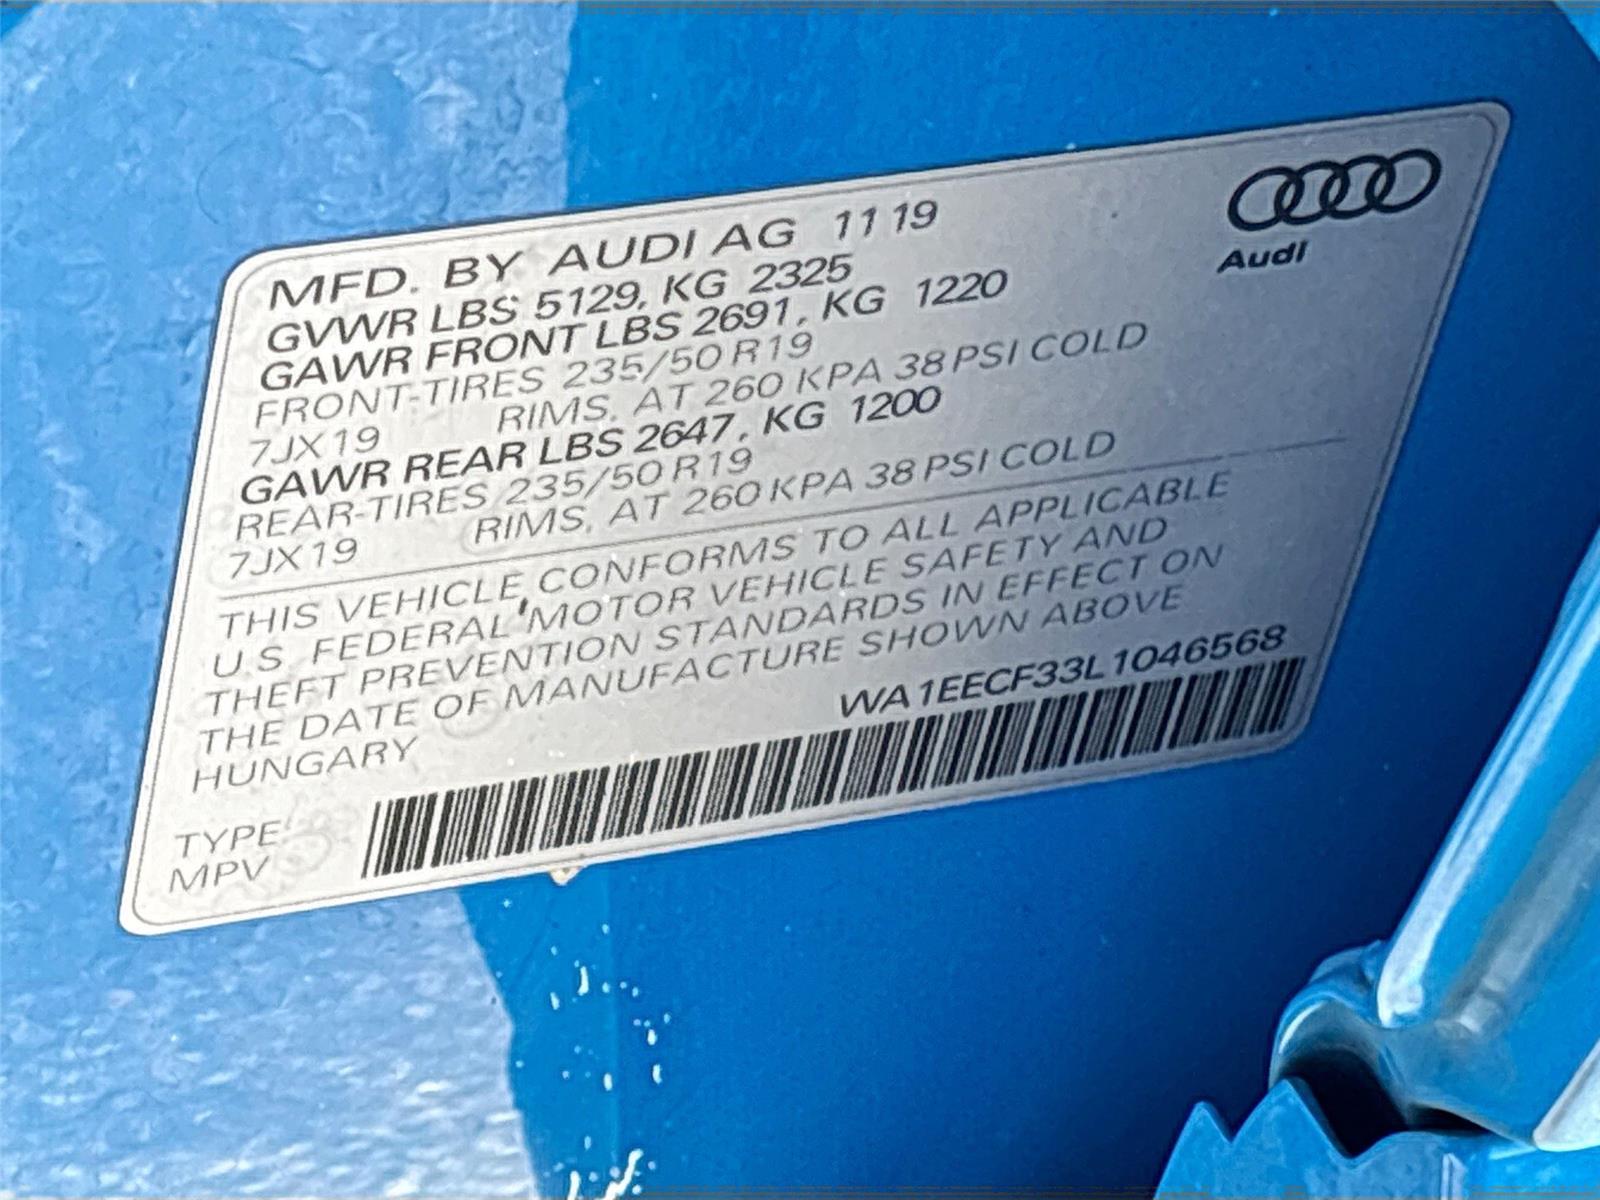 MFD. BY AUDI AG 11 19
GVWR LBS 5129, KG 2325
GAWR FRONT LBS 2691, KG 1220
FRONT-TIRES 235/50 R19
7JX19 RIMS, AT 260 KPA 38 PSI COLD
GAWR REAR LBS 2647, KG 1200
REAR-TIRES 235/50 R19
7JX19 RIMS, AT 260 KPA 38 PSI COLD
THIS VEHICLE CONFORMS TO ALL APPLICABLE
U.S. FEDERAL MOTOR VEHICLE SAFETY AND
THEFT PREVENTION STANDARDS IN EFFECT ON
THE DATE OF MANUFACTURE SHOWN ABOVE
HUNGARY
WA1EECF33L1046568
TYPE
MPV
Audi